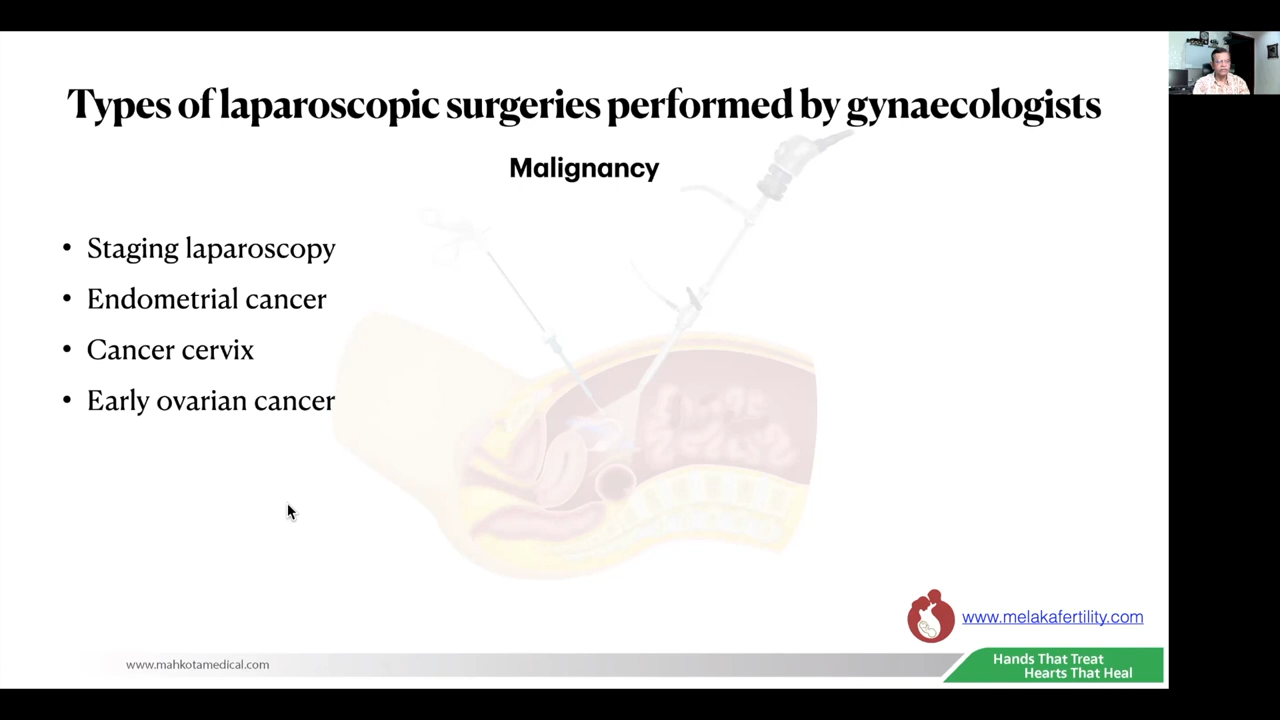 Types of laparoscopic surgeries performed by gynaecologists
Malignancy
• Staging laparoscopy
• Endometrial cancer
• Cancer cervix
• Early ovarian cancer
www.melakafertility.com
www.mahkotamedical.com
Hands That Treat
Hearts That Heal